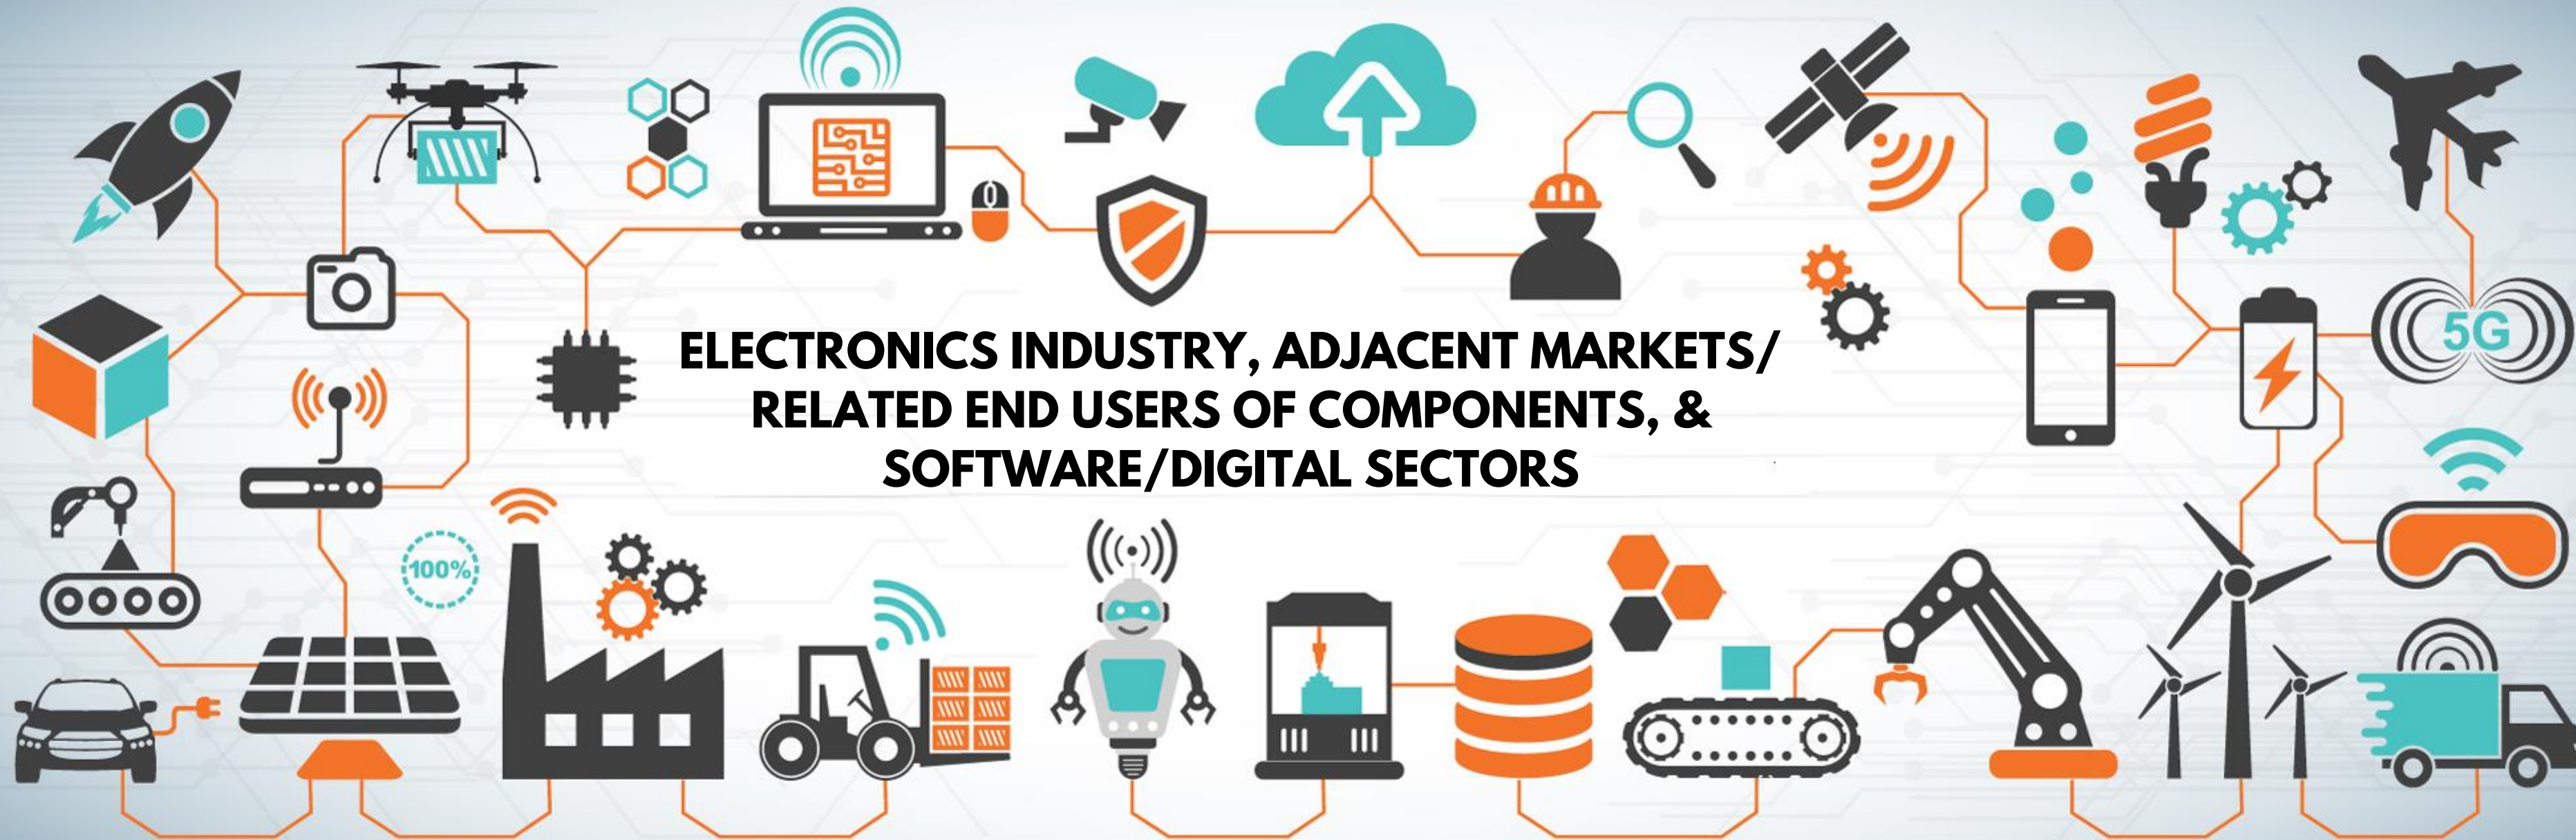 ELECTRONICS INDUSTRY, ADJACENT MARKETS/
RELATED END USERS OF COMPONENTS, &
SOFTWARE/DIGITAL SECTORS
5G
100%